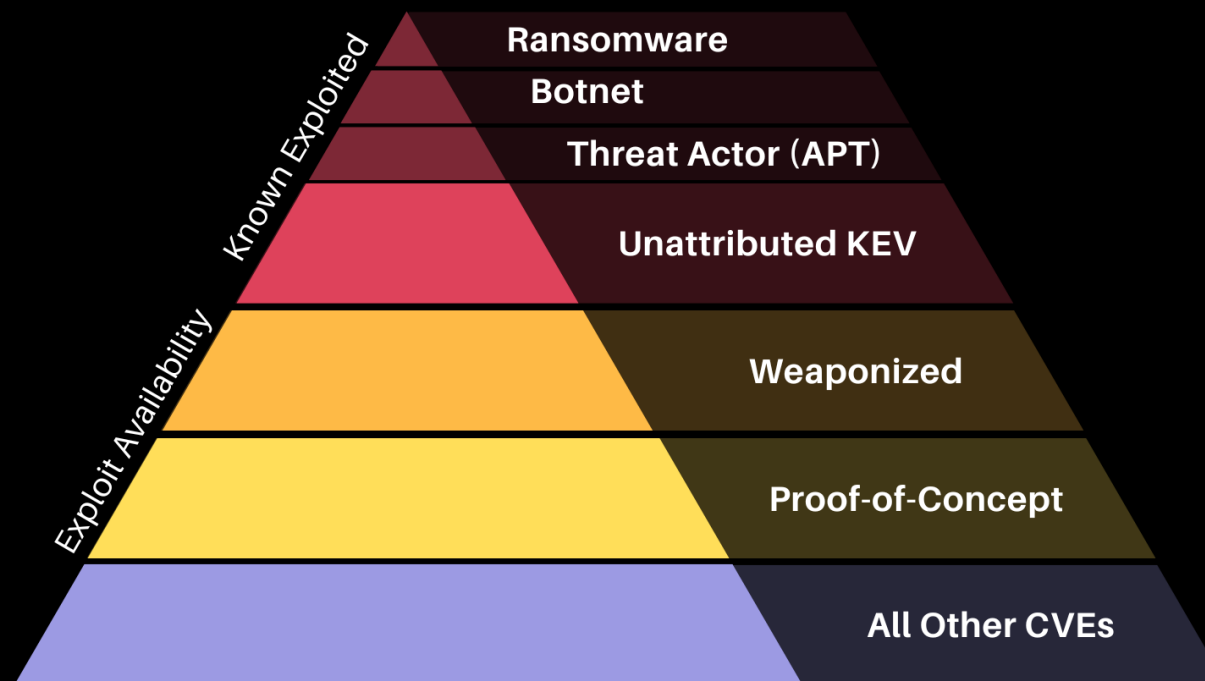 Known Exploited
Ransomware
Botnet
Threat Actor (APT)
Unattributed KEV
Exploit Availability
Weaponized
Proof-of-Concept
All Other CVEs